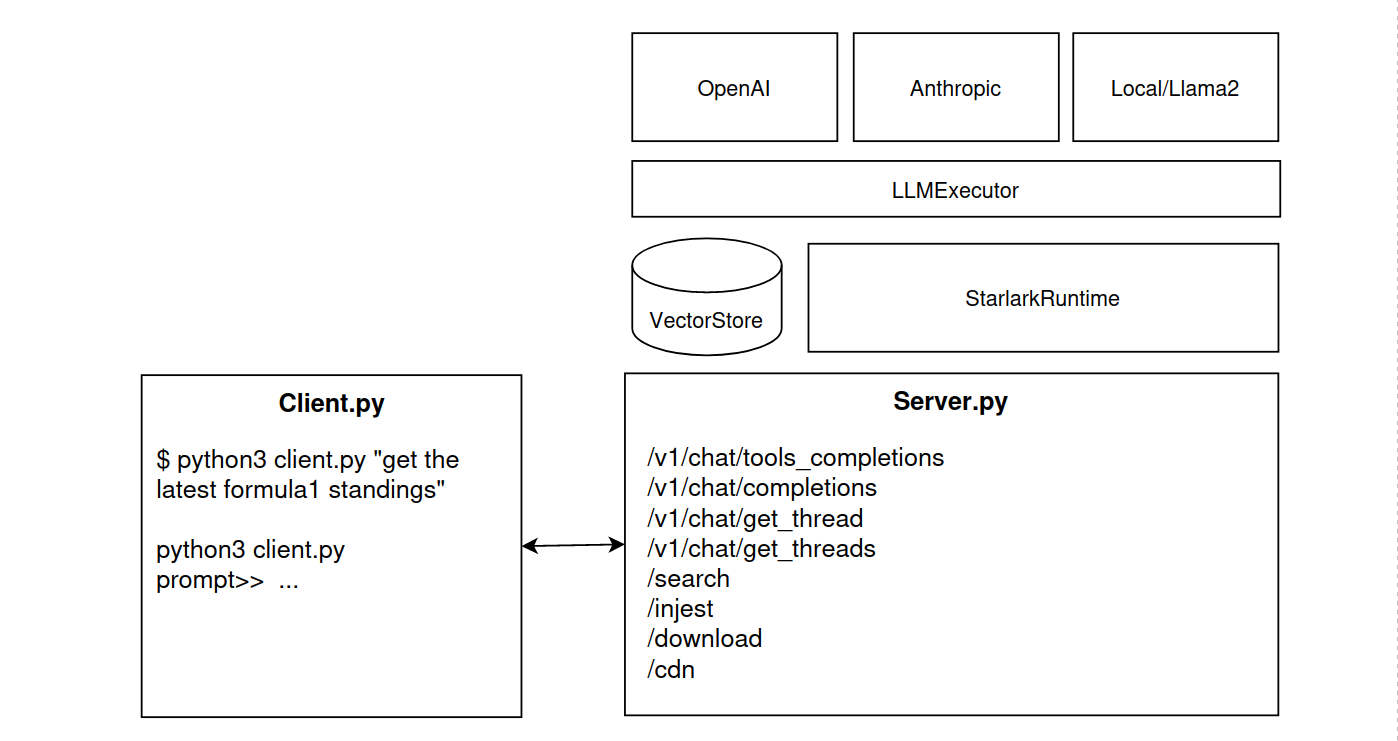 OpenAI
Anthropic
Local/Llama2
LLMExecutor
VectorStore
StarlarkRuntime
Client.py
$ python3 client.py "get the
latest formula1 standings"
python3 client.py
prompt>> ...
Server.py
/v1/chat/tools_completions
/v1/chat/completions
/v1/chat/get_thread
/v1/chat/get_threads
/search
/injest
/download
/cdn